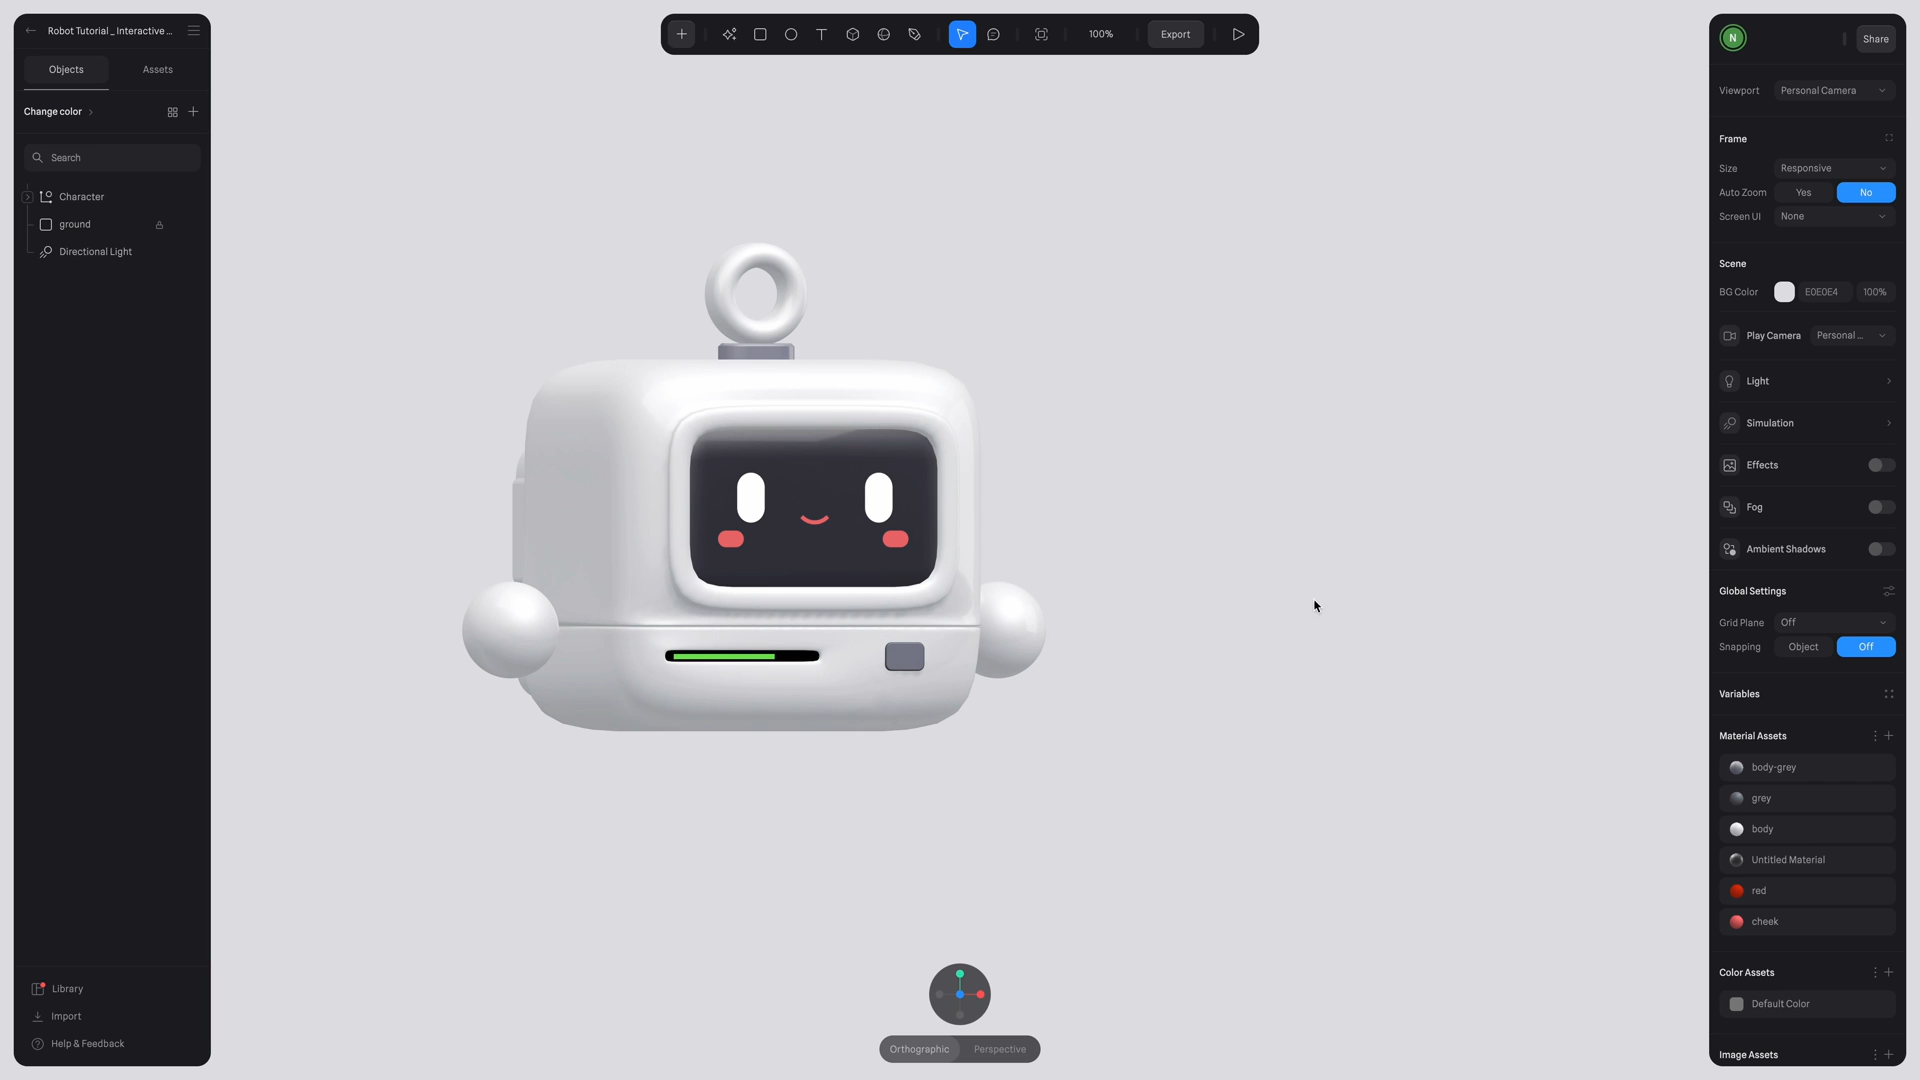 Robot Tutorial _ Interactive ...
Objects
Assets
Change color
Search
Character
ground
Directional Light
Library
Import
Help & Feedback
100%
Export
Orthographic
Perspective
N
Share
Viewport
Personal Camera
Frame
Size
Responsive
Auto Zoom
Yes
No
Screen UI
None
Scene
BG Color
E0E0E4
100%
Play Camera
Personal ...
Light
Simulation
Effects
Fog
Ambient Shadows
Global Settings
Grid Plane
Off
Snapping
Object
Off
Variables
Material Assets
body-grey
grey
body
Untitled Material
red
cheek
Color Assets
Default Color
Image Assets